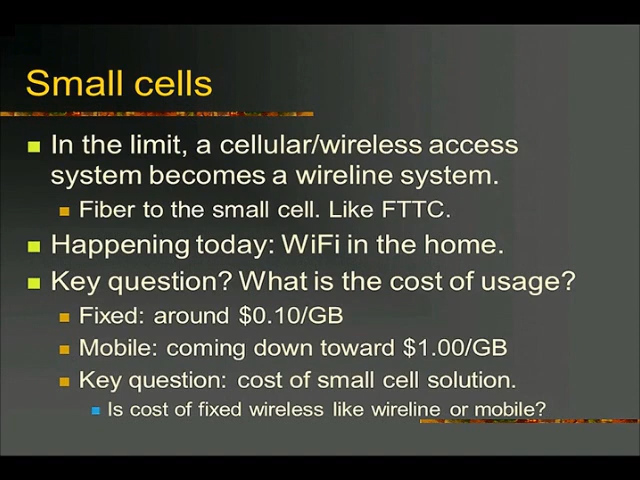 Small cells
In the limit, a cellular/wireless access
system becomes a wireline system.
Fiber to the small cell. Like FTTC.
Happening today: WiFi in the home.
Key question? What is the cost of usage?
Fixed: around $0.10/GB
Mobile: coming down toward $1.00/GB
Key question: cost of small cell solution.
Is cost of fixed wireless like wireline or mobile?